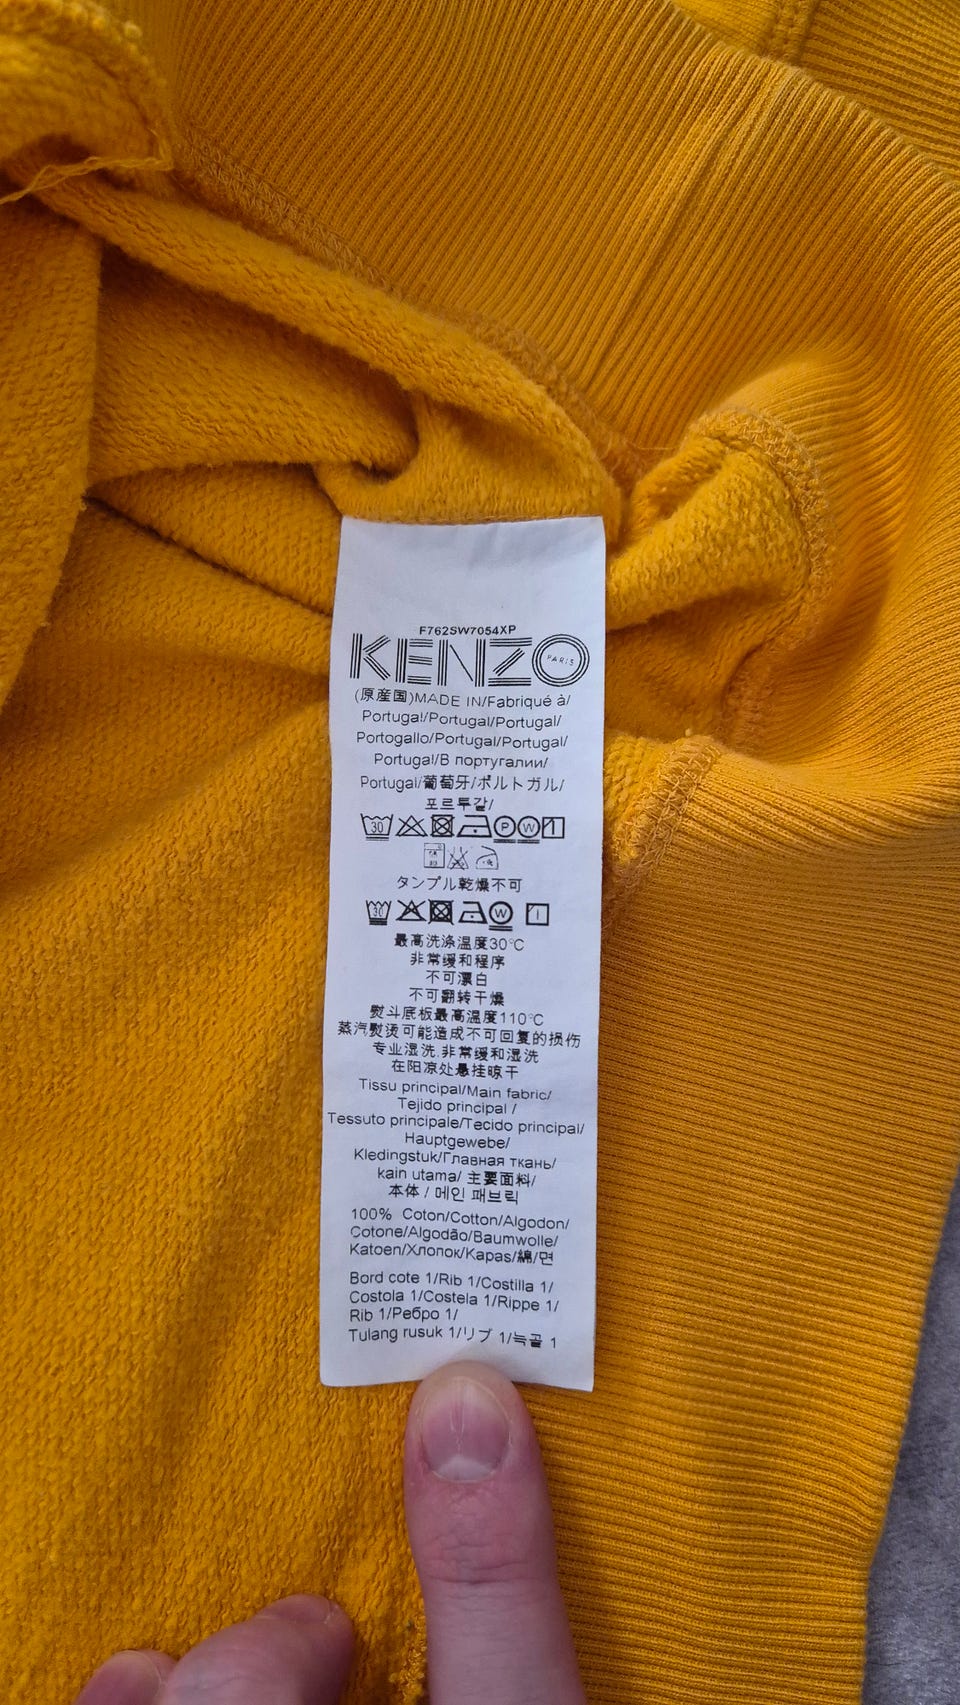 F762SW7054XP
KENZO
PARIS
(原産国)MADE IN/Fabriqué à/
Portugal/Portugal/Portugal/
Portogallo/Portugal/Portugal/
Portugal/В португалии/
Portugal/葡萄牙/ポルトガル/
포르투갈/
30 P W
タンブル乾燥不可
30 W
最高洗涤温度30°C
非常缓和程序
不可漂白
不可翻转干燥
熨斗底板最高温度110°C
蒸汽熨烫可能造成不可回复的损伤
专业湿洗.非常缓和湿洗
在阴凉处悬挂晾干
Tissu principal/Main fabric/
Tejido principal /
Tessuto principale/Tecido principal/
Hauptgewebe/
Kledingstuk/Главная ткань/
kain utama/ 主要面料/
本体 / 메인 패브릭
100% Coton/Cotton/Algodon/
Cotone/Algodão/Baumwolle/
Katoen/Хлопок/Kapas/綿/면
Bord cote 1/Rib 1/Costilla 1/
Costola 1/Costela 1/Rippe 1/
Rib 1/Ребро 1/
Tulang rusuk 1/リブ 1/늑골 1